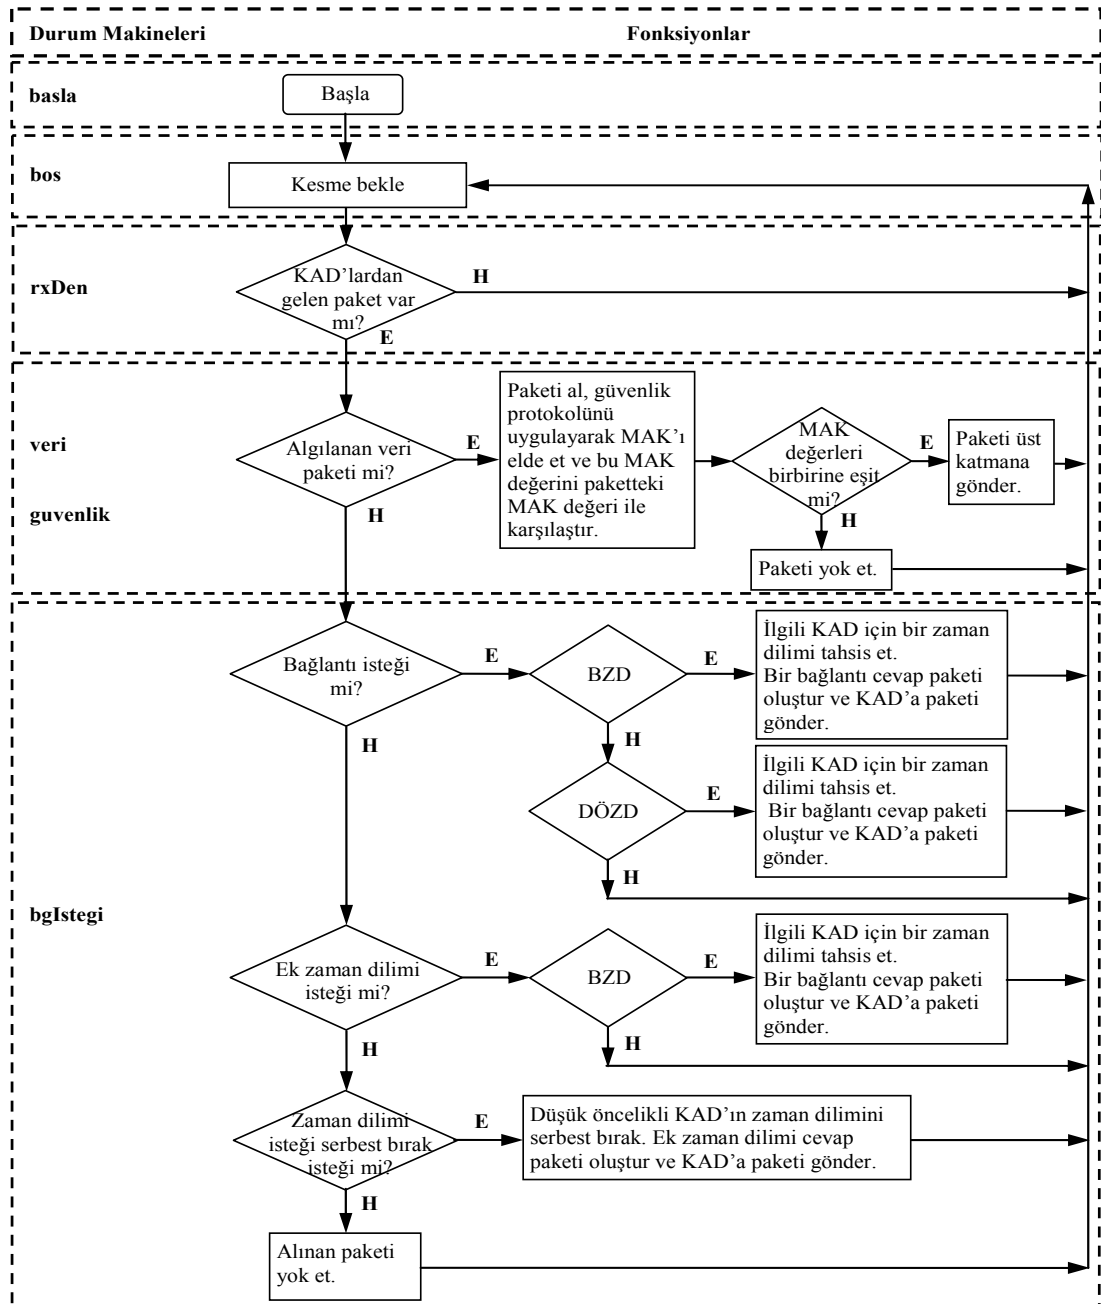 Durum Makineleri
Fonksiyonlar
basla
Başla
bos
Kesme bekle
rxDen
KAD’lardan
gelen paket var
mı?
H
E
veri
guvenlik
Algılanan veri
paketi mi?
E
H
Paketi al, güvenlik
protokolünü
uygulayarak MAK’ı
elde et ve bu MAK
değerini paketteki
MAK değeri ile
karşılaştır.
MAK
değerleri
birbirine eşit
mi?
E
H
Paketi üst
katmana
gönder.
Paketi yok et.
bgIstegi
Bağlantı isteği
mi?
E
H
BZD
E
H
İlgili KAD için bir zaman
dilimi tahsis et.
Bir bağlantı cevap paketi
oluştur ve KAD’a paketi
gönder.
DÖZD
E
H
İlgili KAD için bir zaman
dilimi tahsis et.
Bir bağlantı cevap paketi
oluştur ve KAD’a paketi
gönder.
Ek zaman dilimi
isteği mi?
E
H
BZD
E
H
İlgili KAD için bir zaman
dilimi tahsis et.
Bir bağlantı cevap paketi
oluştur ve KAD’a paketi
gönder.
Zaman dilimi
isteği serbest bırak
isteği mi?
E
H
Düşük öncelikli KAD’ın zaman dilimini
serbest bırak. Ek zaman dilimi cevap
paketi oluştur ve KAD’a paketi gönder.
Alınan paketi
yok et.